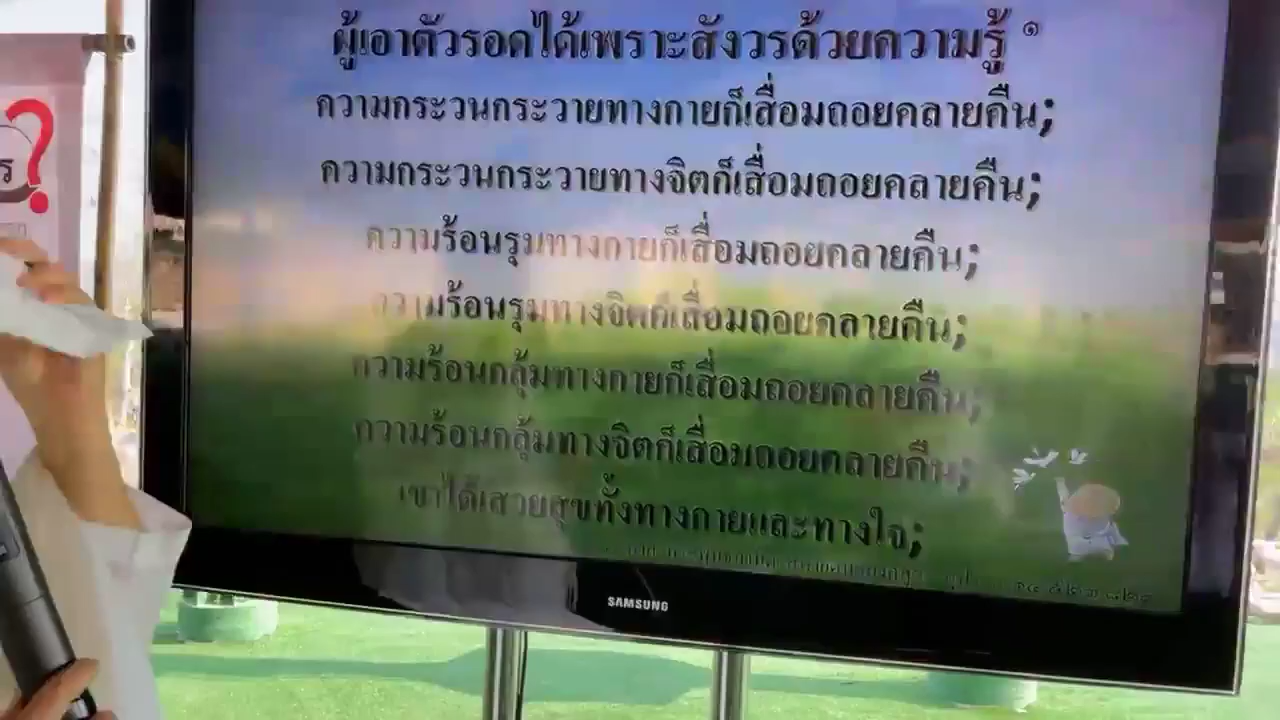 ผู้เอาตัวรอดได้เพราะสังวรด้วยความรู้ ๑
ความกระวนกระวายทางกายก็เสื่อมถอยคลายคืน;
ความกระวนกระวายทางจิตก็เสื่อมถอยคลายคืน;
ความร้อนรุมทางกายก็เสื่อมถอยคลายคืน;
ความร้อนรุมทางจิตก็เสื่อมถอยคลายคืน;
ความร้อนกลุ้มทางกายก็เสื่อมถอยคลายคืน;
ความร้อนกลุ้มทางจิตก็เสื่อมถอยคลายคืน;
เขาได้เสวยสุขทั้งทางกายและทางใจ;
SAMSUNG
ร?